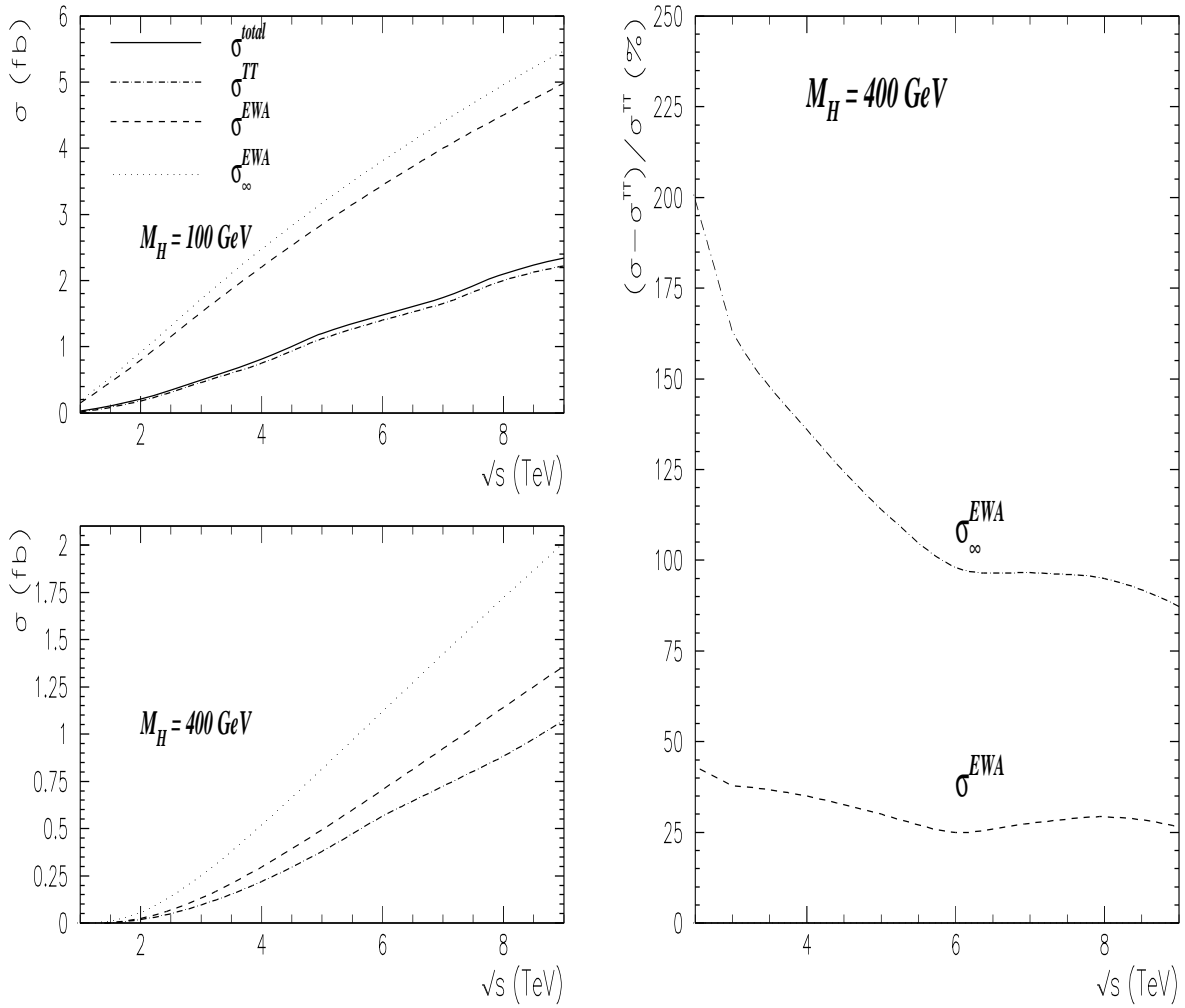 σ (fb)
6
5
4
3
2
1
0
σ^total
σ^TT
σ^EWA
σ_∞^EWA
M_H = 100 GeV
2 4 6 8
√s (TeV)
σ (fb)
2
1.75
1.5
1.25
1
0.75
0.5
0.25
0
M_H = 400 GeV
2 4 6 8
√s (TeV)
(σ−σ^TT)/σ^TT (%)
250
225
200
175
150
125
100
75
50
25
0
M_H = 400 GeV
σ_∞^EWA
σ^EWA
4 6 8
√s (TeV)